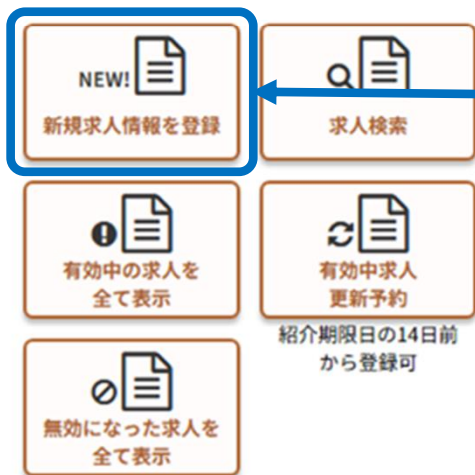 NEW!
新規求人情報を登録
求人検索
有効中の求人を
全て表示
有効中求人
更新予約
紹介期限日の14日前
から登録可
無効になった求人を
全て表示